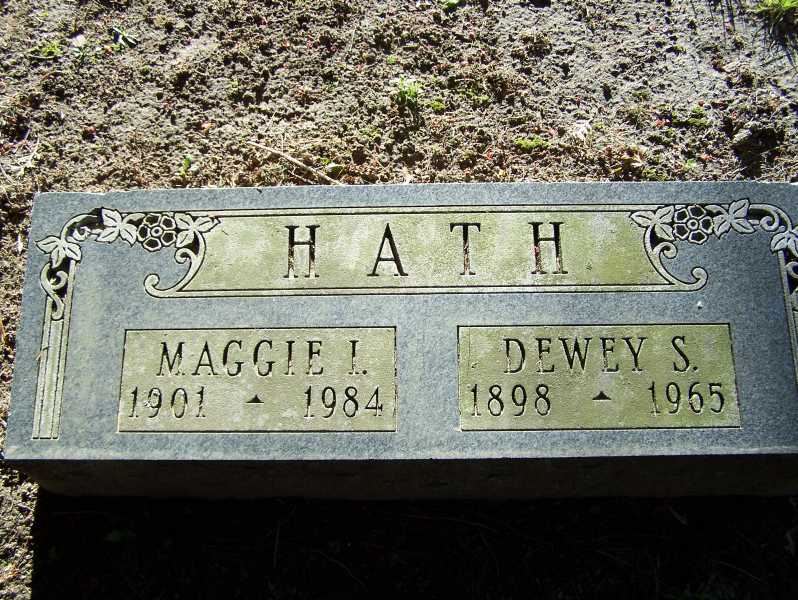 HATH
MAGGIE I.
1901 1984
DEWEY S.
1898 1965